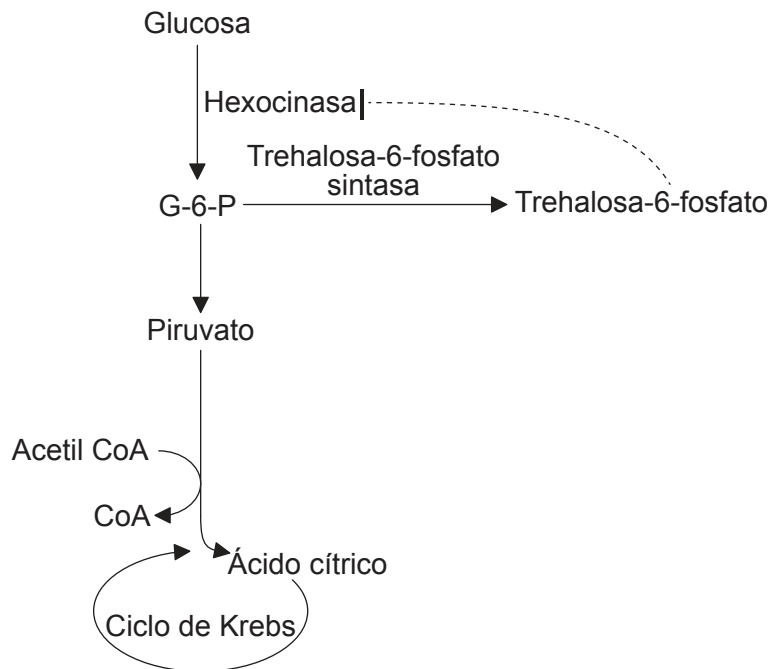 Glucosa
Hexocinasa
Trehalosa-6-fosfato
sintasa
G-6-P
Trehalosa-6-fosfato
Piruvato
Acetil CoA
CoA
Ácido cítrico
Ciclo de Krebs